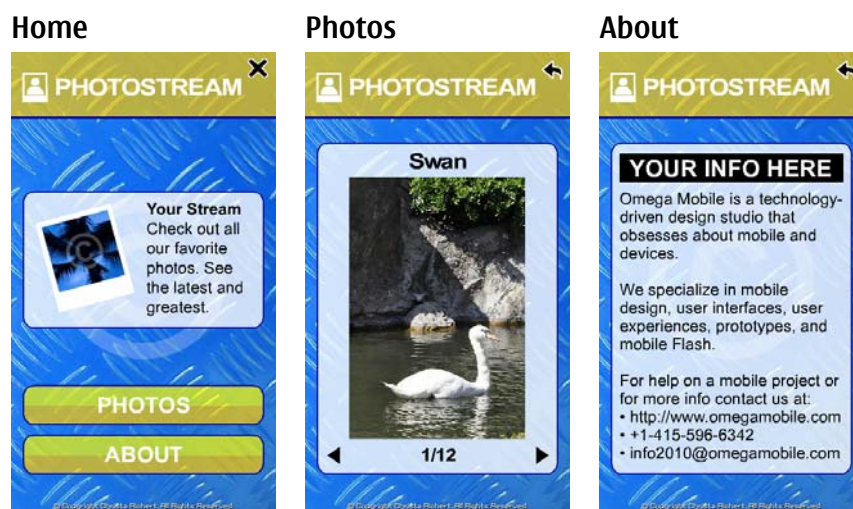 Home
PHOTOSTREAM
Your Stream
Check out all
our favorite
photos. See
the latest and
greatest.
PHOTOS
ABOUT
Photos
PHOTOSTREAM
Swan
1/12
About
PHOTOSTREAM
YOUR INFO HERE
Omega Mobile is a technology-
driven design studio that
obsesses about mobile and
devices.
We specialize in mobile
design, user interfaces, user
experiences, prototypes, and
mobile Flash.
For help on a mobile project or
for more info contact us at:
• http://www.omegamobile.com
• +1-415-596-6342
• info2010@omegamobile.com